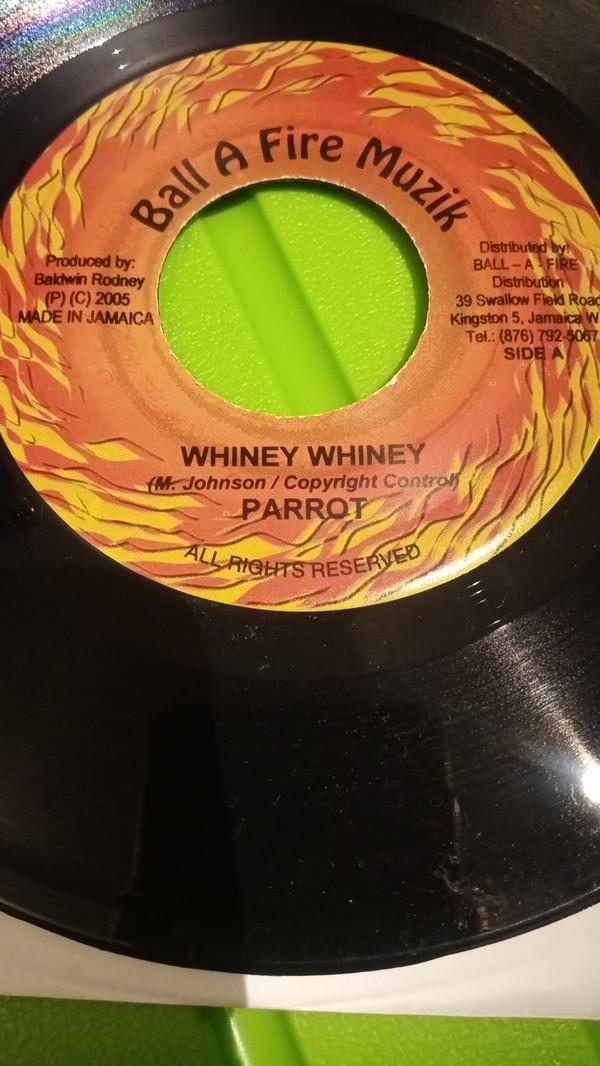 Ball A Fire Muzik
Produced by:
Baldwin Rodney
(P) (C) 2005
MADE IN JAMAICA
Distributed by:
BALL – A - FIRE
Distribution
39 Swallow Field Road
Kingston 5, Jamaica W
Tel.: (876) 792-5067
SIDE A
WHINEY WHINEY
(M. Johnson / Copyright Control)
PARROT
ALL RIGHTS RESERVED